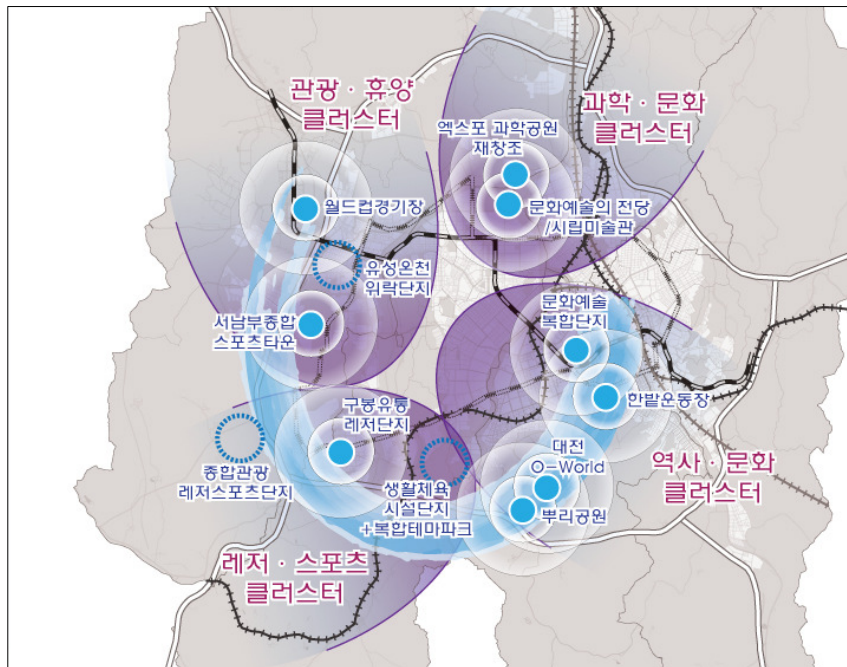 관광 · 휴양
클러스터
과학 · 문화
클러스터
엑스포 과학공원
재창조
월드컵경기장
문화예술의 전당
/시립미술관
유성온천
위락단지
문화예술
복합단지
서남부종합
스포츠타운
한밭운동장
구봉유통
레저단지
종합관광
레저스포츠단지
대전
O-World
생활체육
시설단지
+복합테마파크
뿌리공원
역사 · 문화
클러스터
레저 · 스포츠
클러스터